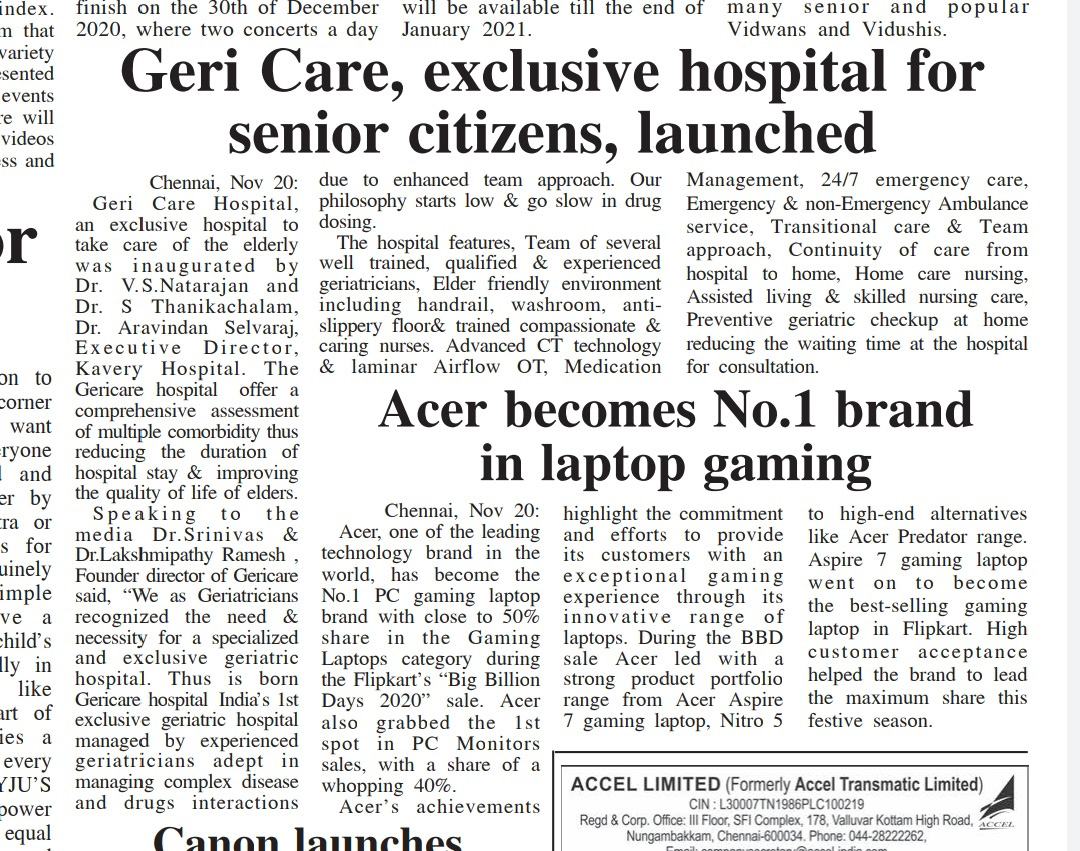 index.
m that
variety
esented
events
re will
videos
ess and
or
on to
corner
want
eryone
l and
er by
tra or
s for
uinely
imple
ve a
child's
lly in
like
art of
ies a
every
YJU'S
power
equal
finish on the 30th of December
2020, where two concerts a day
will be available till the end of
January 2021.
many senior and popular
Vidwans and Vidushis.
Geri Care, exclusive hospital for
senior citizens, launched
Chennai, Nov 20:
Geri Care Hospital,
an exclusive hospital to
take care of the elderly
was inaugurated by
Dr. V.S.Natarajan and
Dr. S Thanikachalam,
Dr. Aravindan Selvaraj,
Executive Director,
Kavery Hospital. The
Gericare hospital offer a
comprehensive assessment
of multiple comorbidity thus
reducing the duration of
hospital stay & improving
the quality of life of elders.
Speaking to the
media Dr.Srinivas &
Dr.Lakshmipathy Ramesh ,
Founder director of Gericare
said, “We as Geriatricians
recognized the need &
necessity for a specialized
and exclusive geriatric
hospital. Thus is born
Gericare hospital India's 1st
exclusive geriatric hospital
managed by experienced
geriatricians adept in
managing complex disease
and drugs interactions
due to enhanced team approach. Our
philosophy starts low & go slow in drug
dosing.
The hospital features, Team of several
well trained, qualified & experienced
geriatricians, Elder friendly environment
including handrail, washroom, anti-
slippery floor& trained compassionate &
caring nurses. Advanced CT technology
& laminar Airflow OT, Medication
Management, 24/7 emergency care,
Emergency & non-Emergency Ambulance
service, Transitional care & Team
approach, Continuity of care from
hospital to home, Home care nursing,
Assisted living & skilled nursing care,
Preventive geriatric checkup at home
reducing the waiting time at the hospital
for consultation.
Acer becomes No.1 brand
in laptop gaming
Chennai, Nov 20:
Acer, one of the leading
technology brand in the
world, has become the
No.1 PC gaming laptop
brand with close to 50%
share in the Gaming
Laptops category during
the Flipkart's “Big Billion
Days 2020” sale. Acer
also grabbed the 1st
spot in PC Monitors
sales, with a share of a
whopping 40%.
Acer's achievements
highlight the commitment
and efforts to provide
its customers with an
exceptional gaming
experience through its
innovative range of
laptops. During the BBD
sale Acer led with a
strong product portfolio
range from Acer Aspire
7 gaming laptop, Nitro 5
to high-end alternatives
like Acer Predator range.
Aspire 7 gaming laptop
went on to become
the best-selling gaming
laptop in Flipkart. High
customer acceptance
helped the brand to lead
the maximum share this
festive season.
Canon launches
ACCEL LIMITED (Formerly Accel Transmatic Limited)
CIN : L30007TN1986PLC100219
Regd & Corp. Office: III Floor, SFI Complex, 178, Valluvar Kottam High Road,
Nungambakkam, Chennai-600034. Phone: 044-28222262,
ACCEL